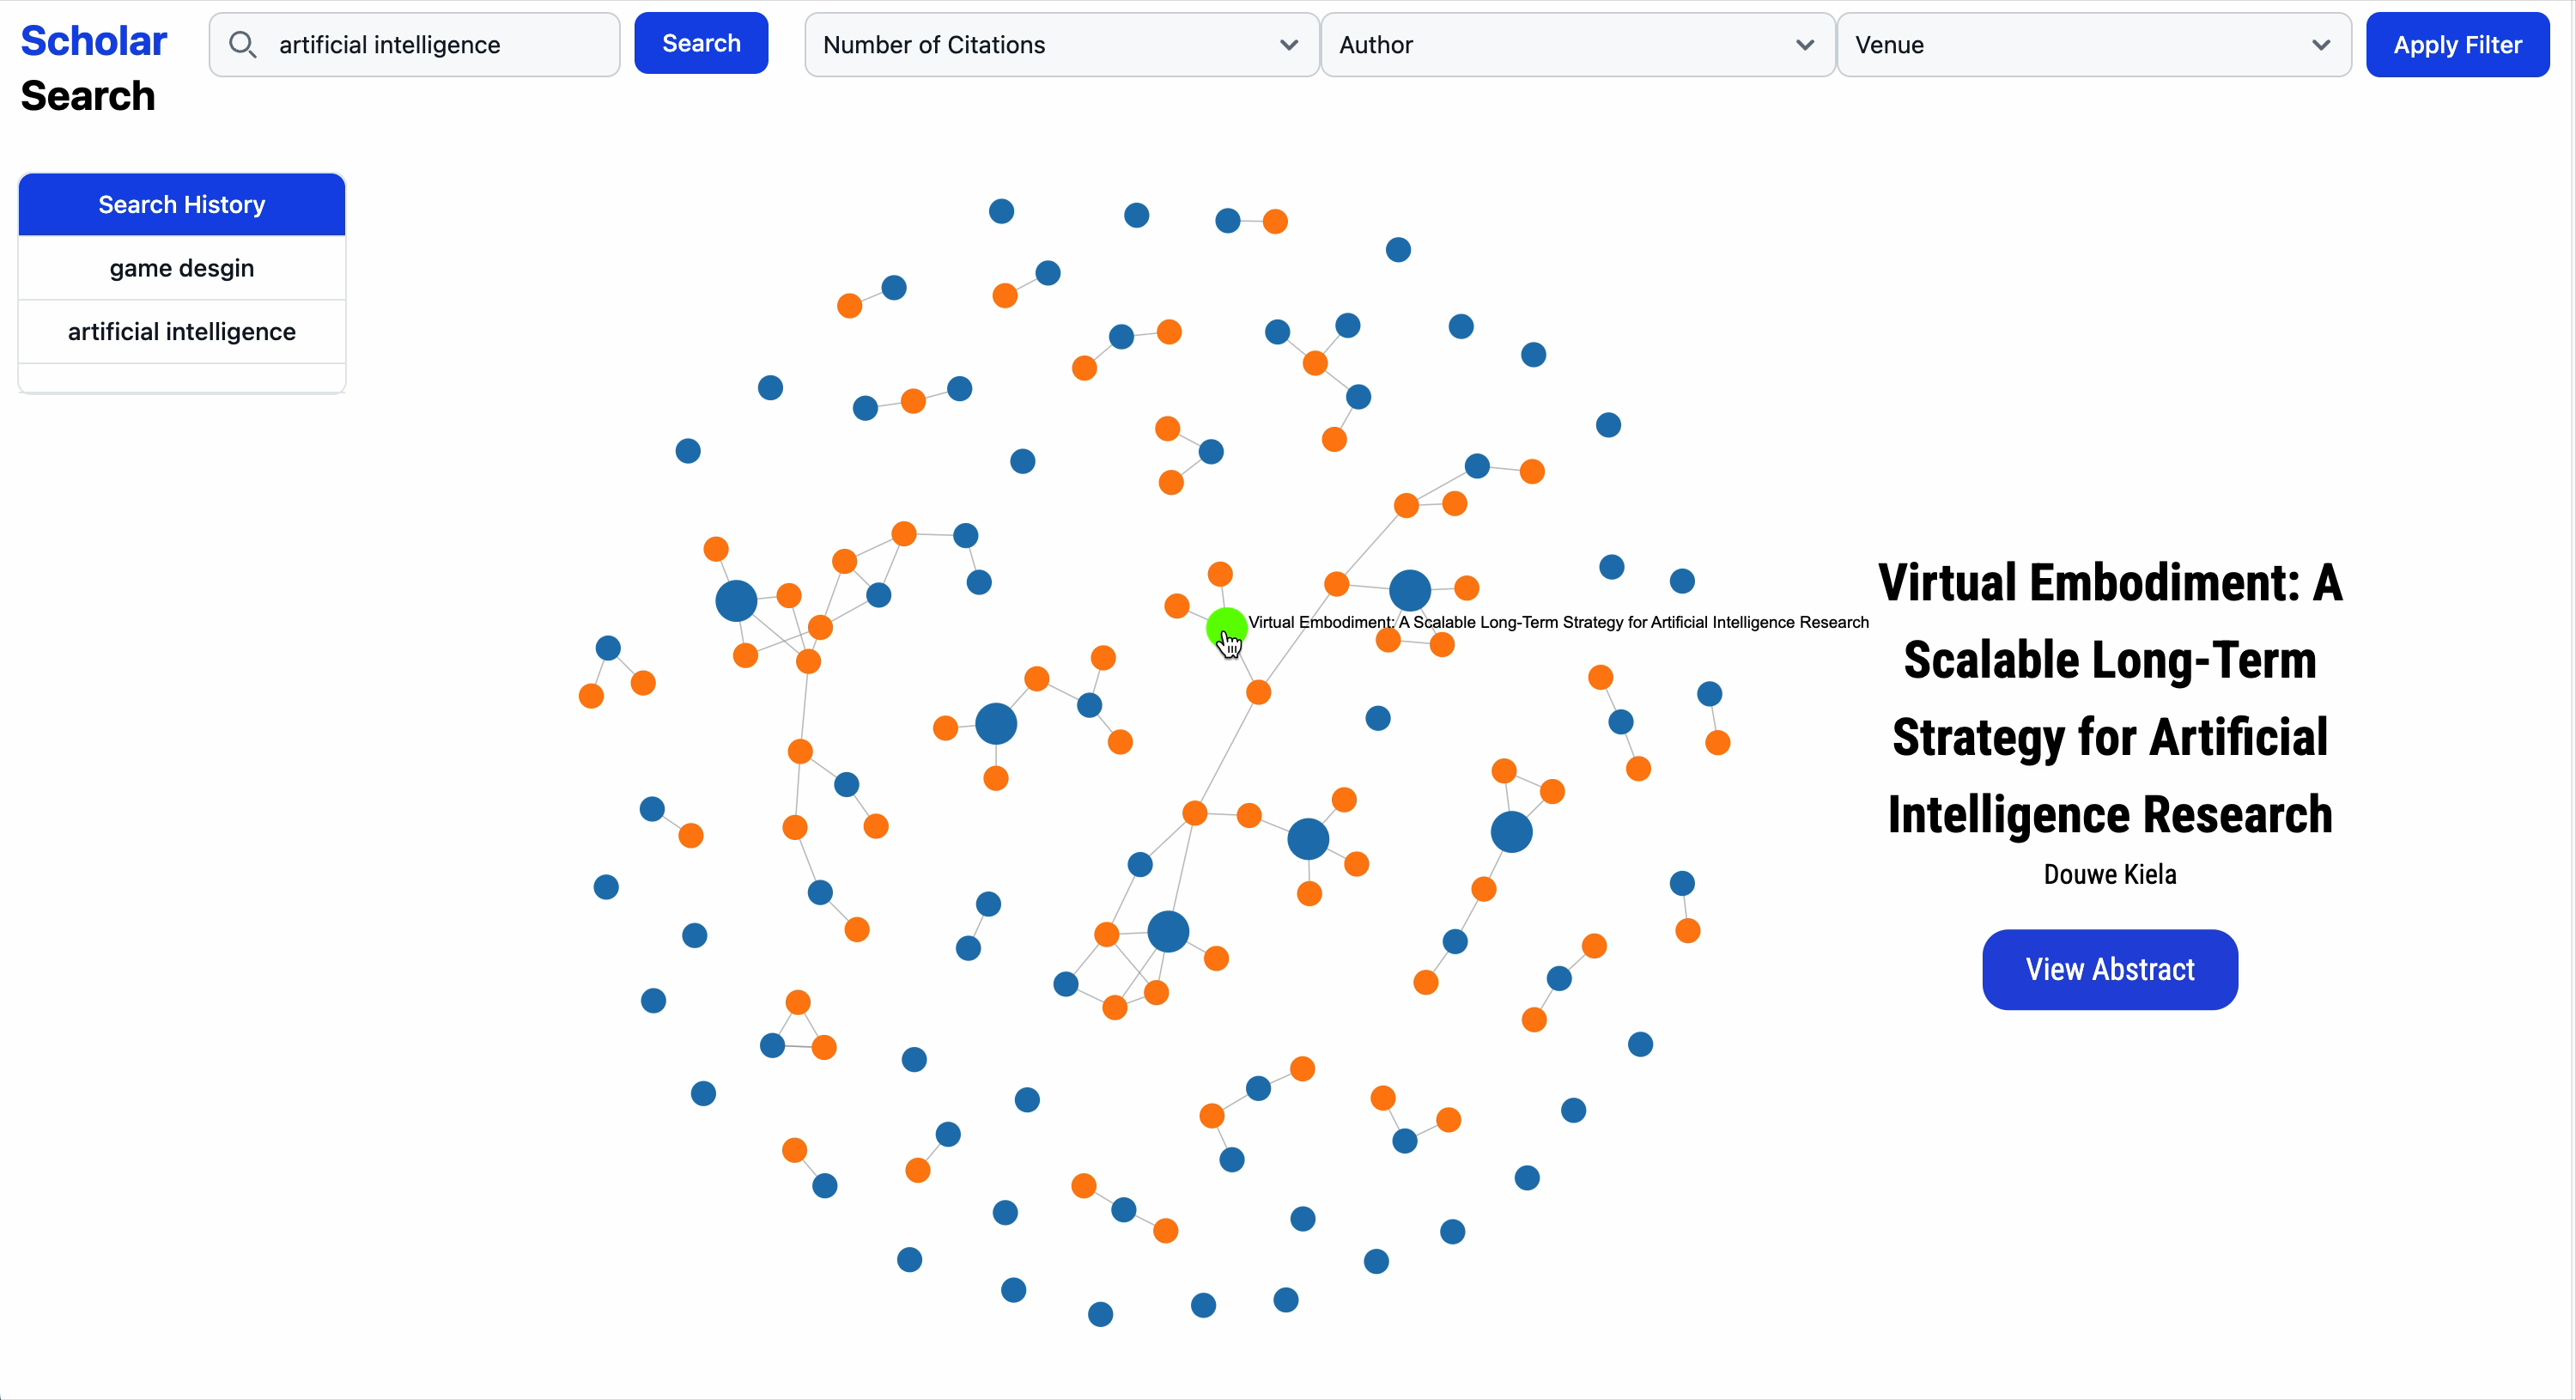 Scholar
Search
artificial intelligence
Search
Number of Citations
Author
Venue
Apply Filter
Search History
game desgin
artificial intelligence
Virtual Embodiment: A Scalable Long-Term Strategy for Artificial Intelligence Research
Virtual Embodiment: A
Scalable Long-Term
Strategy for Artificial
Intelligence Research
Douwe Kiela
View Abstract